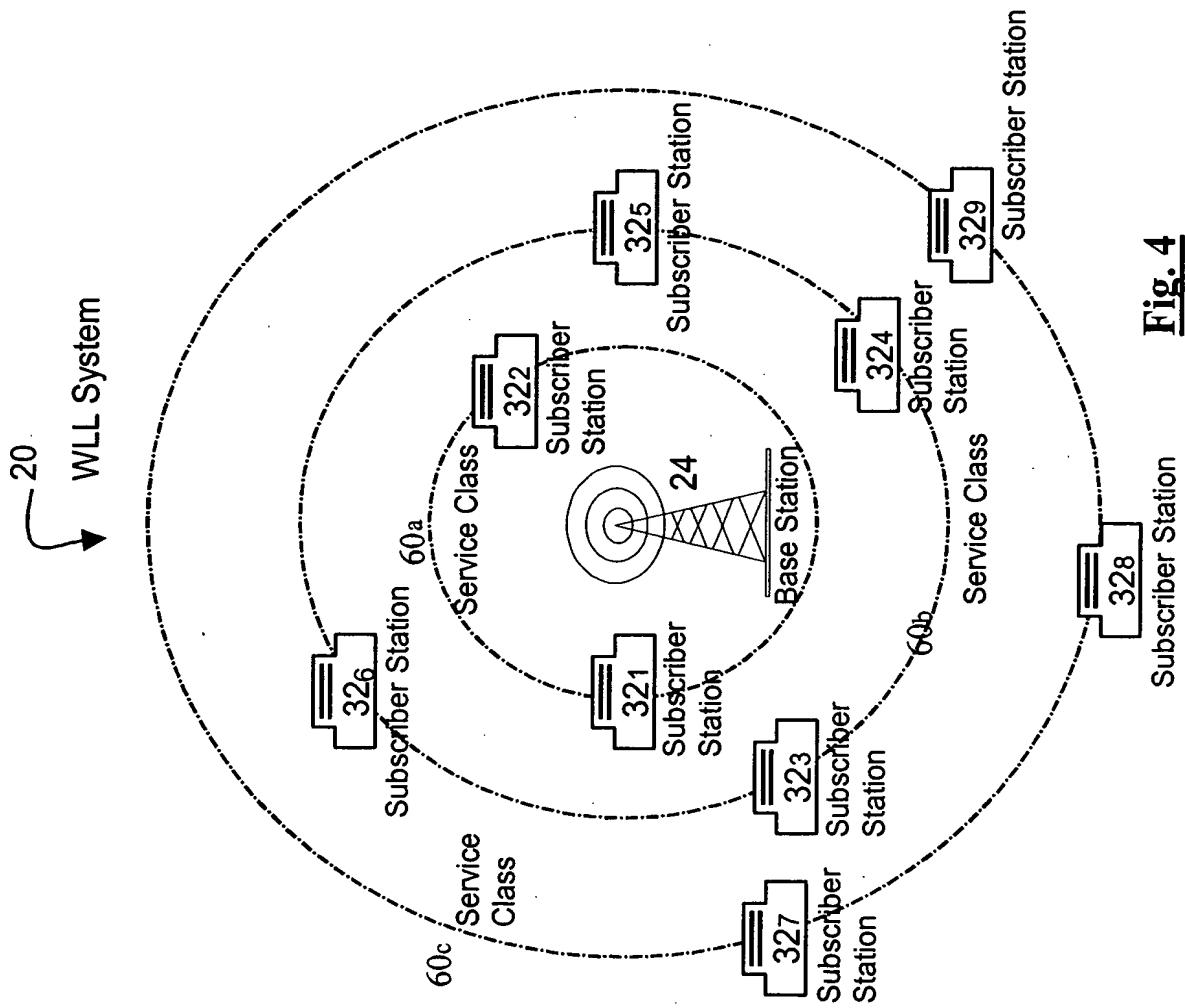 20
WLL System
60a
Service Class
322
Subscriber
Station
325
Subscriber Station
326
Subscriber Station
24
Base Station
321
Subscriber
Station
324
Subscriber
Station
323
Subscriber
Station
60b
Service Class
60c
Service
Class
327
Subscriber
Station
328
Subscriber Station
329
Subscriber Station
Fig. 4